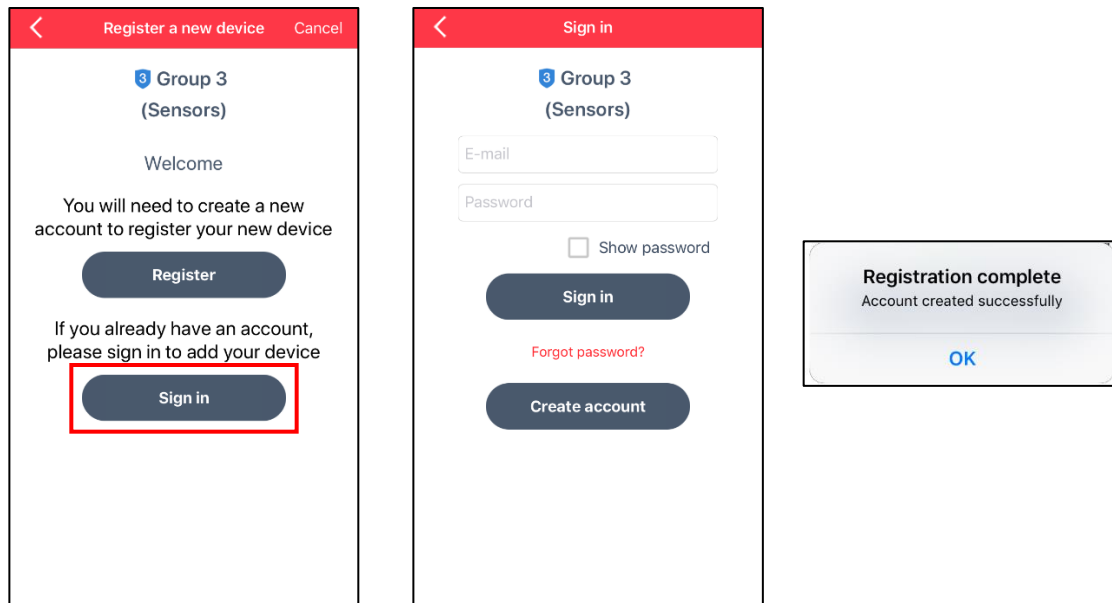 Register a new device Cancel
3 Group 3
(Sensors)
Welcome
You will need to create a new
account to register your new device
Register
If you already have an account,
please sign in to add your device
Sign in
Sign in
3 Group 3
(Sensors)
E-mail
Password
Show password
Sign in
Forgot password?
Create account
Registration complete
Account created successfully
OK